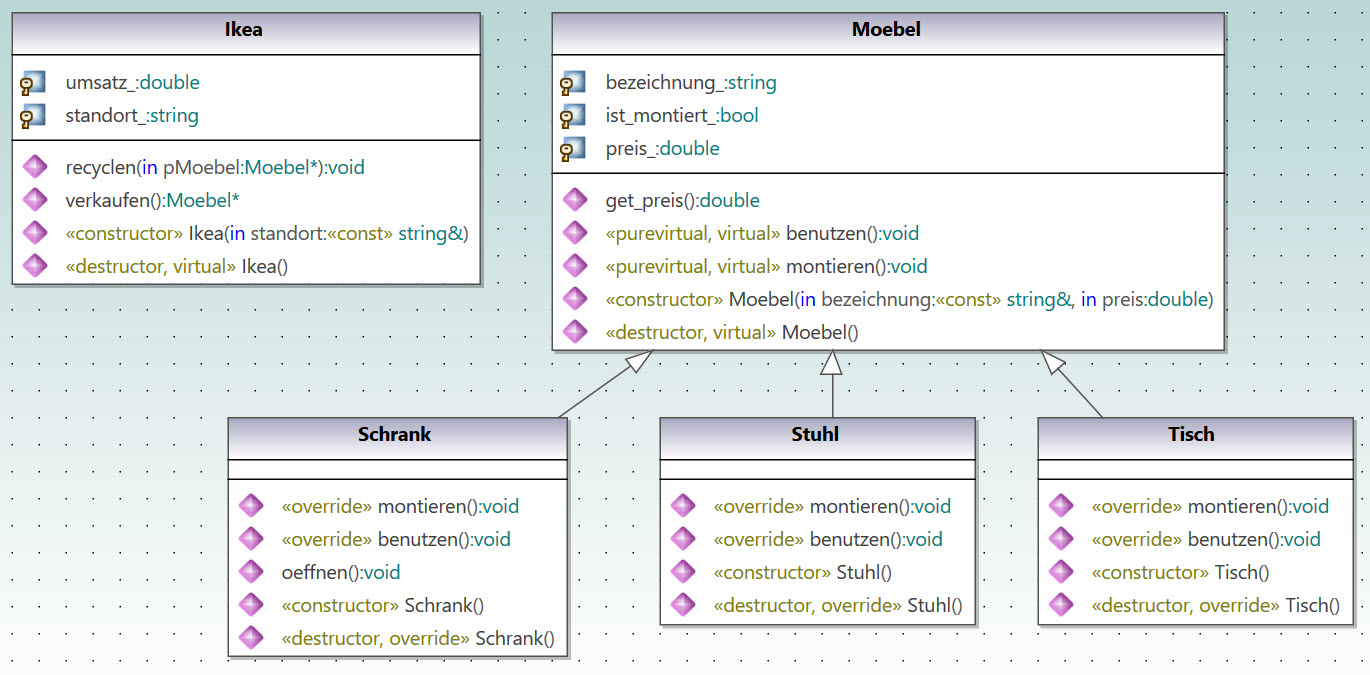 Ikea
umsatz_:double
standort_:string
recyclen(in pMoebel:Moebel*):void
verkaufen():Moebel*
«constructor» Ikea(in standort:«const» string&)
«destructor, virtual» Ikea()
Moebel
bezeichnung_:string
ist_montiert_:bool
preis_:double
get_preis():double
«purevirtual, virtual» benutzen():void
«purevirtual, virtual» montieren():void
«constructor» Moebel(in bezeichnung:«const» string&, in preis:double)
«destructor, virtual» Moebel()
Schrank
«override» montieren():void
«override» benutzen():void
oeffnen():void
«constructor» Schrank()
«destructor, override» Schrank()
Stuhl
«override» montieren():void
«override» benutzen():void
«constructor» Stuhl()
«destructor, override» Stuhl()
Tisch
«override» montieren():void
«override» benutzen():void
«constructor» Tisch()
«destructor, override» Tisch()